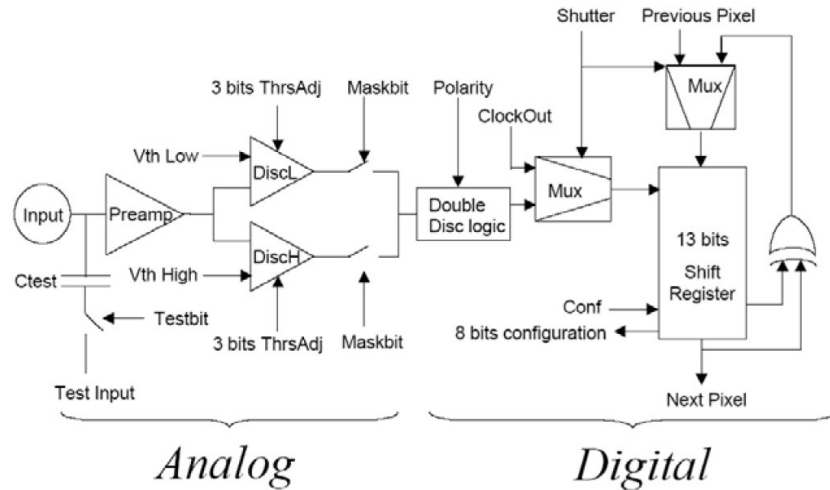 Shutter
Previous Pixel
3 bits ThrsAdj
Maskbit
Polarity
Mux
ClockOut
Vth Low
DiscL
Mux
Input
Preamp
Double
Disc logic
13 bits
Shift
Register
DiscH
Ctest
Vth High
Conf
Testbit
8 bits configuration
3 bits ThrsAdj
Maskbit
Test Input
Next Pixel
Analog
Digital